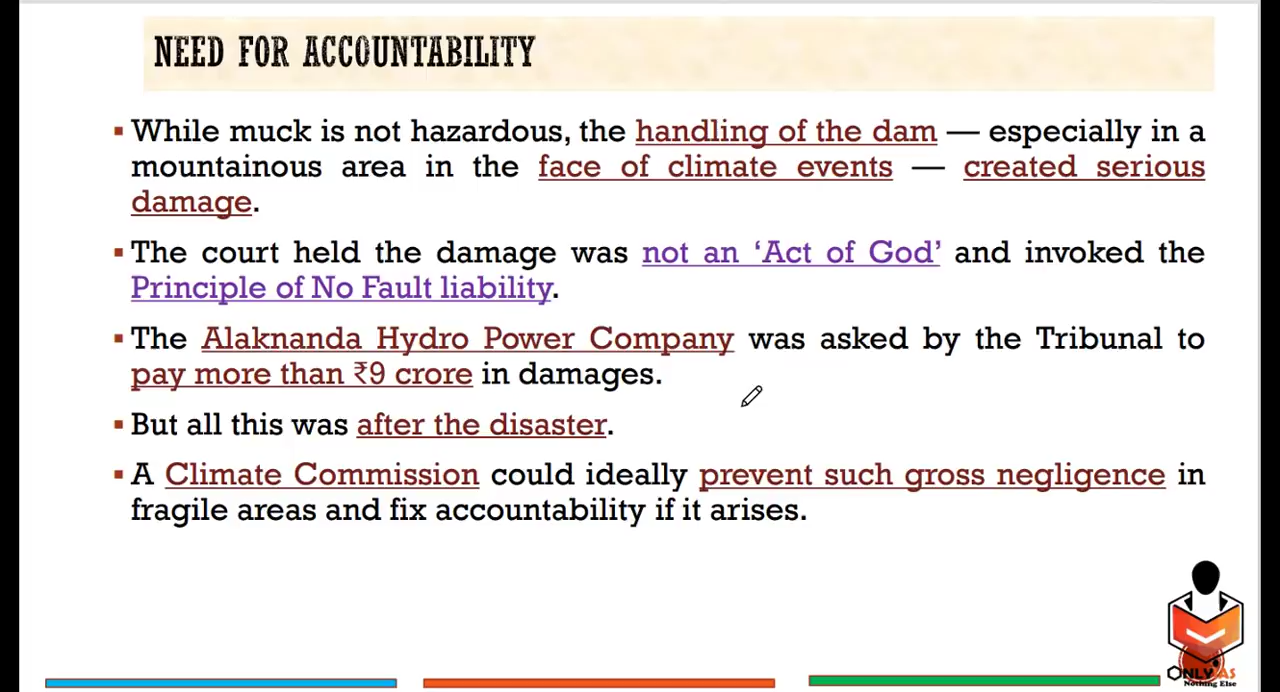 NEED FOR ACCOUNTABILITY
▪ While muck is not hazardous, the handling of the dam — especially in a
mountainous area in the face of climate events — created serious
damage.
▪ The court held the damage was not an ‘Act of God’ and invoked the
Principle of No Fault liability.
▪ The Alaknanda Hydro Power Company was asked by the Tribunal to
pay more than ₹9 crore in damages.
▪ But all this was after the disaster.
▪ A Climate Commission could ideally prevent such gross negligence in
fragile areas and fix accountability if it arises.
ONLY IAS
Nothing Else